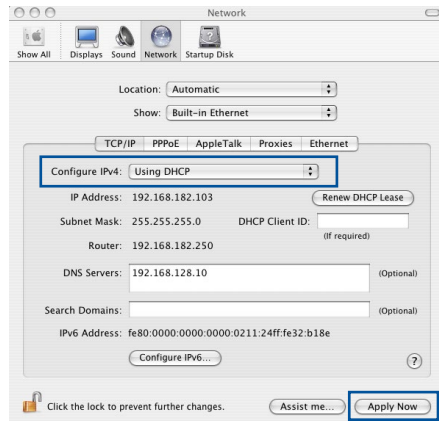 Network
Show All Displays Sound Network Startup Disk
Location: Automatic
Show: Built-in Ethernet
TCP/IP PPPoE AppleTalk Proxies Ethernet
Configure IPv4: Using DHCP
IP Address: 192.168.182.103 Renew DHCP Lease
Subnet Mask: 255.255.255.0 DHCP Client ID:
(If required)
Router: 192.168.182.250
DNS Servers: 192.168.128.10 (Optional)
Search Domains: (Optional)
IPv6 Address: fe80:0000:0000:0000:0211:24ff:fe32:b18e
Configure IPv6... ?
Click the lock to prevent further changes. Assist me... Apply Now